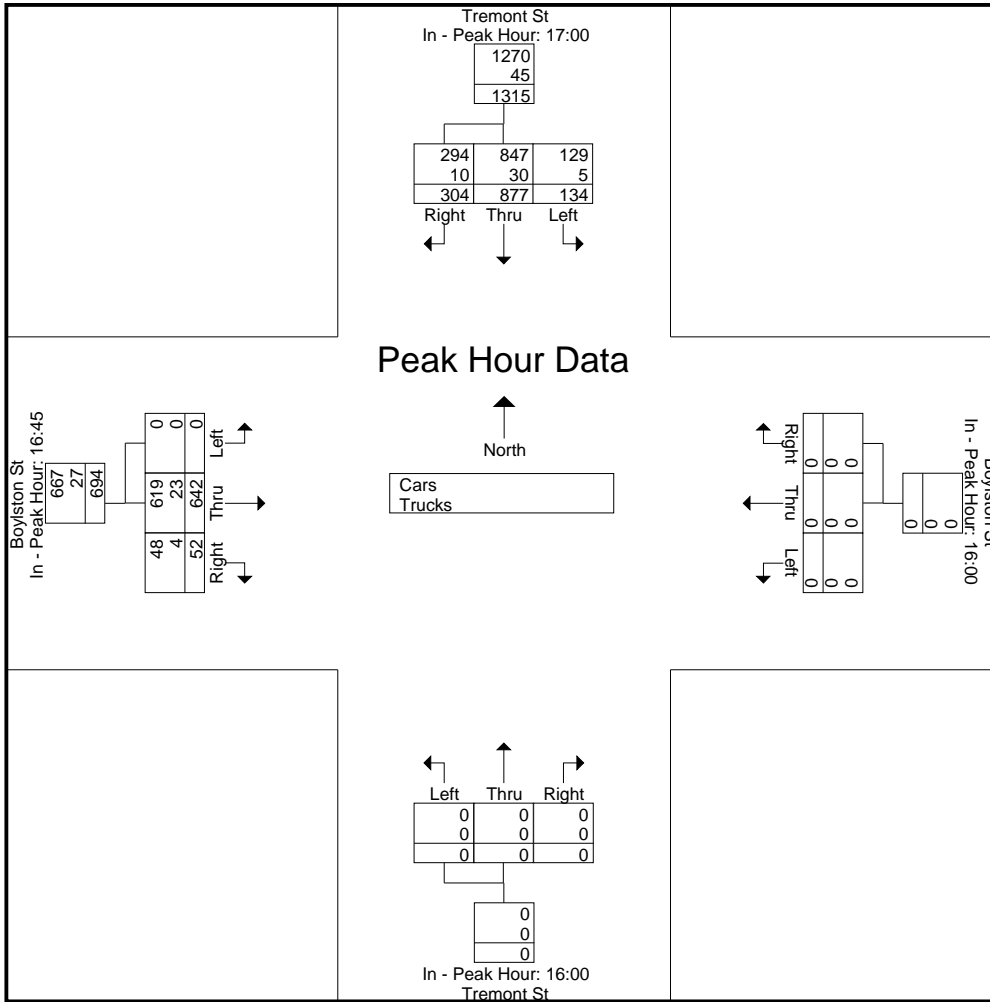 Tremont St
In - Peak Hour: 17:00
1270
45
1315
294 847 129
10 30 5
304 877 134
Right Thru Left
Peak Hour Data
North
Cars
Trucks
Boylston St
In - Peak Hour: 16:45
667
27
694
0 0 0
619 23 642
48 4 52
Left
Thru
Right
Right
Thru
Left
0 0 0
0 0 0
0 0 0
0 0 0
In - Peak Hour: 16:00
Boylston St
Left Thru Right
0 0 0
0 0 0
0 0 0
0
0
0
In - Peak Hour: 16:00
Tremont St